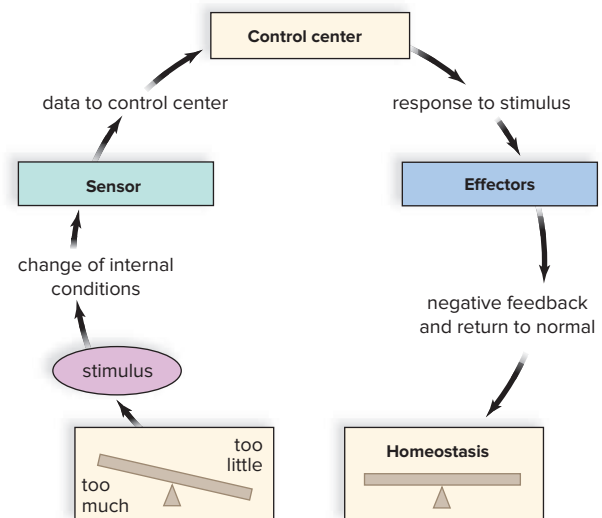 Control center
data to control center
response to stimulus
Sensor
Effectors
change of internal
conditions
negative feedback
and return to normal
stimulus
too
little
too
much
Homeostasis